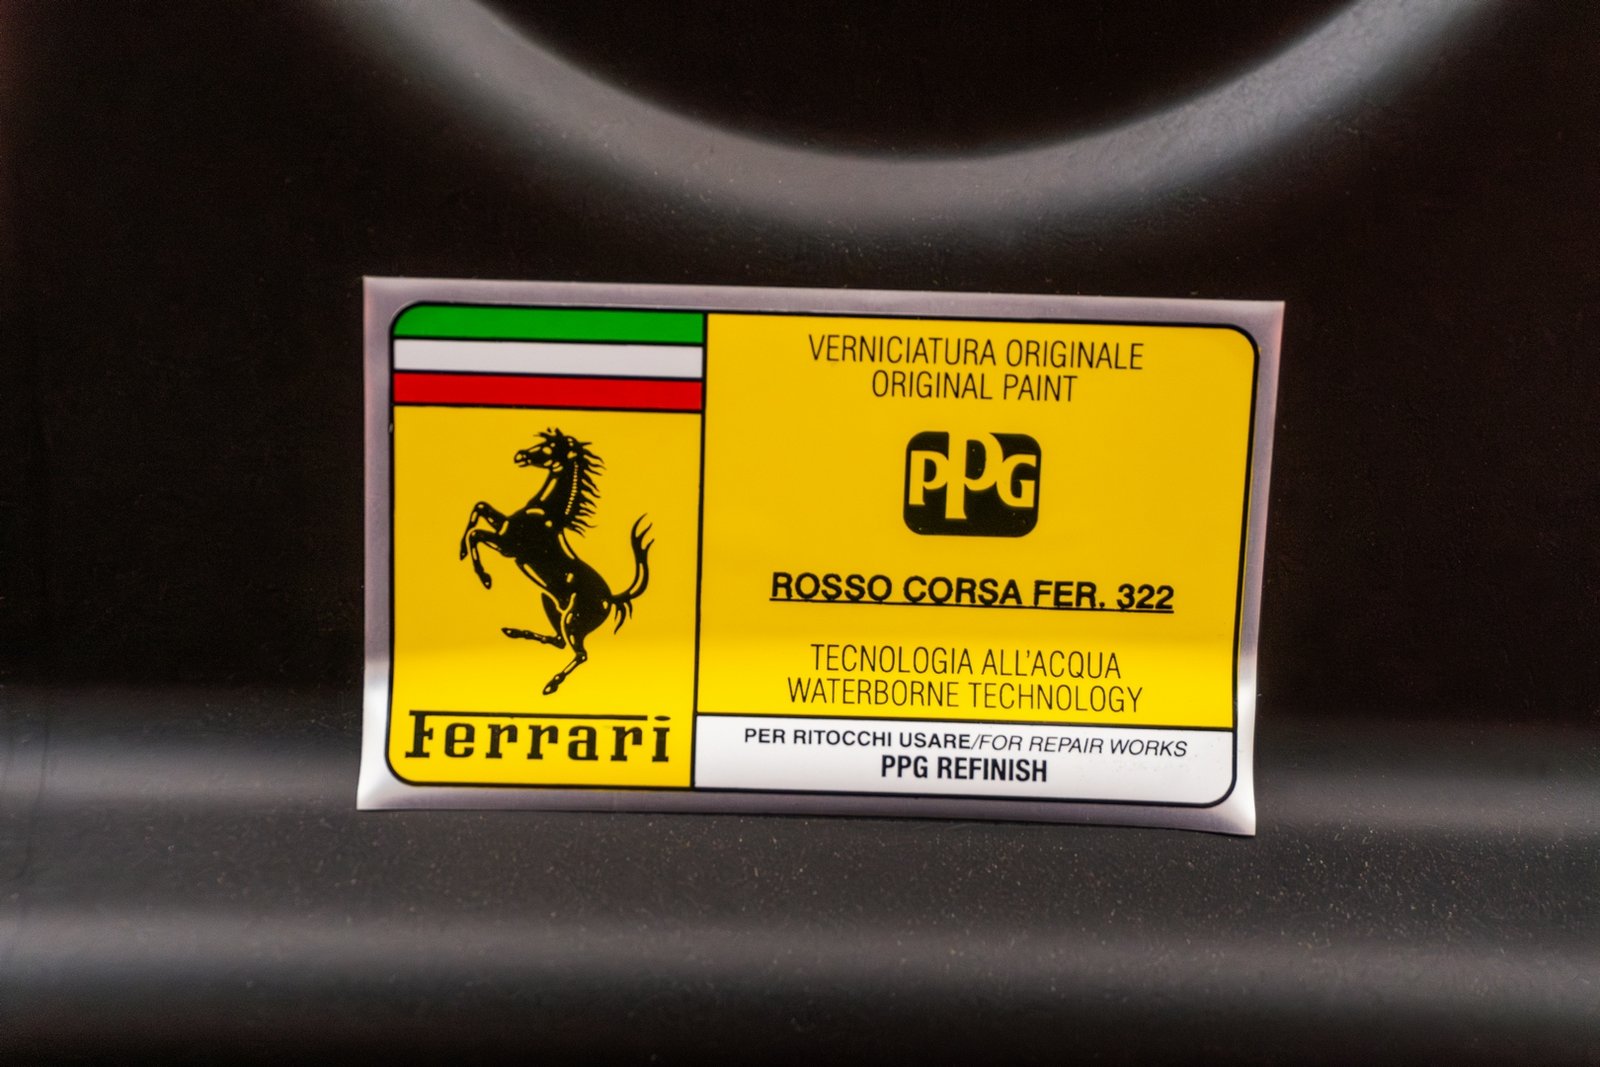 Ferrari
VERNICIATURA ORIGINALE
ORIGINAL PAINT
PPG
ROSSO CORSA FER. 322
TECNOLOGIA ALL'ACQUA
WATERBORNE TECHNOLOGY
PER RITOCCHI USARE/FOR REPAIR WORKS
PPG REFINISH